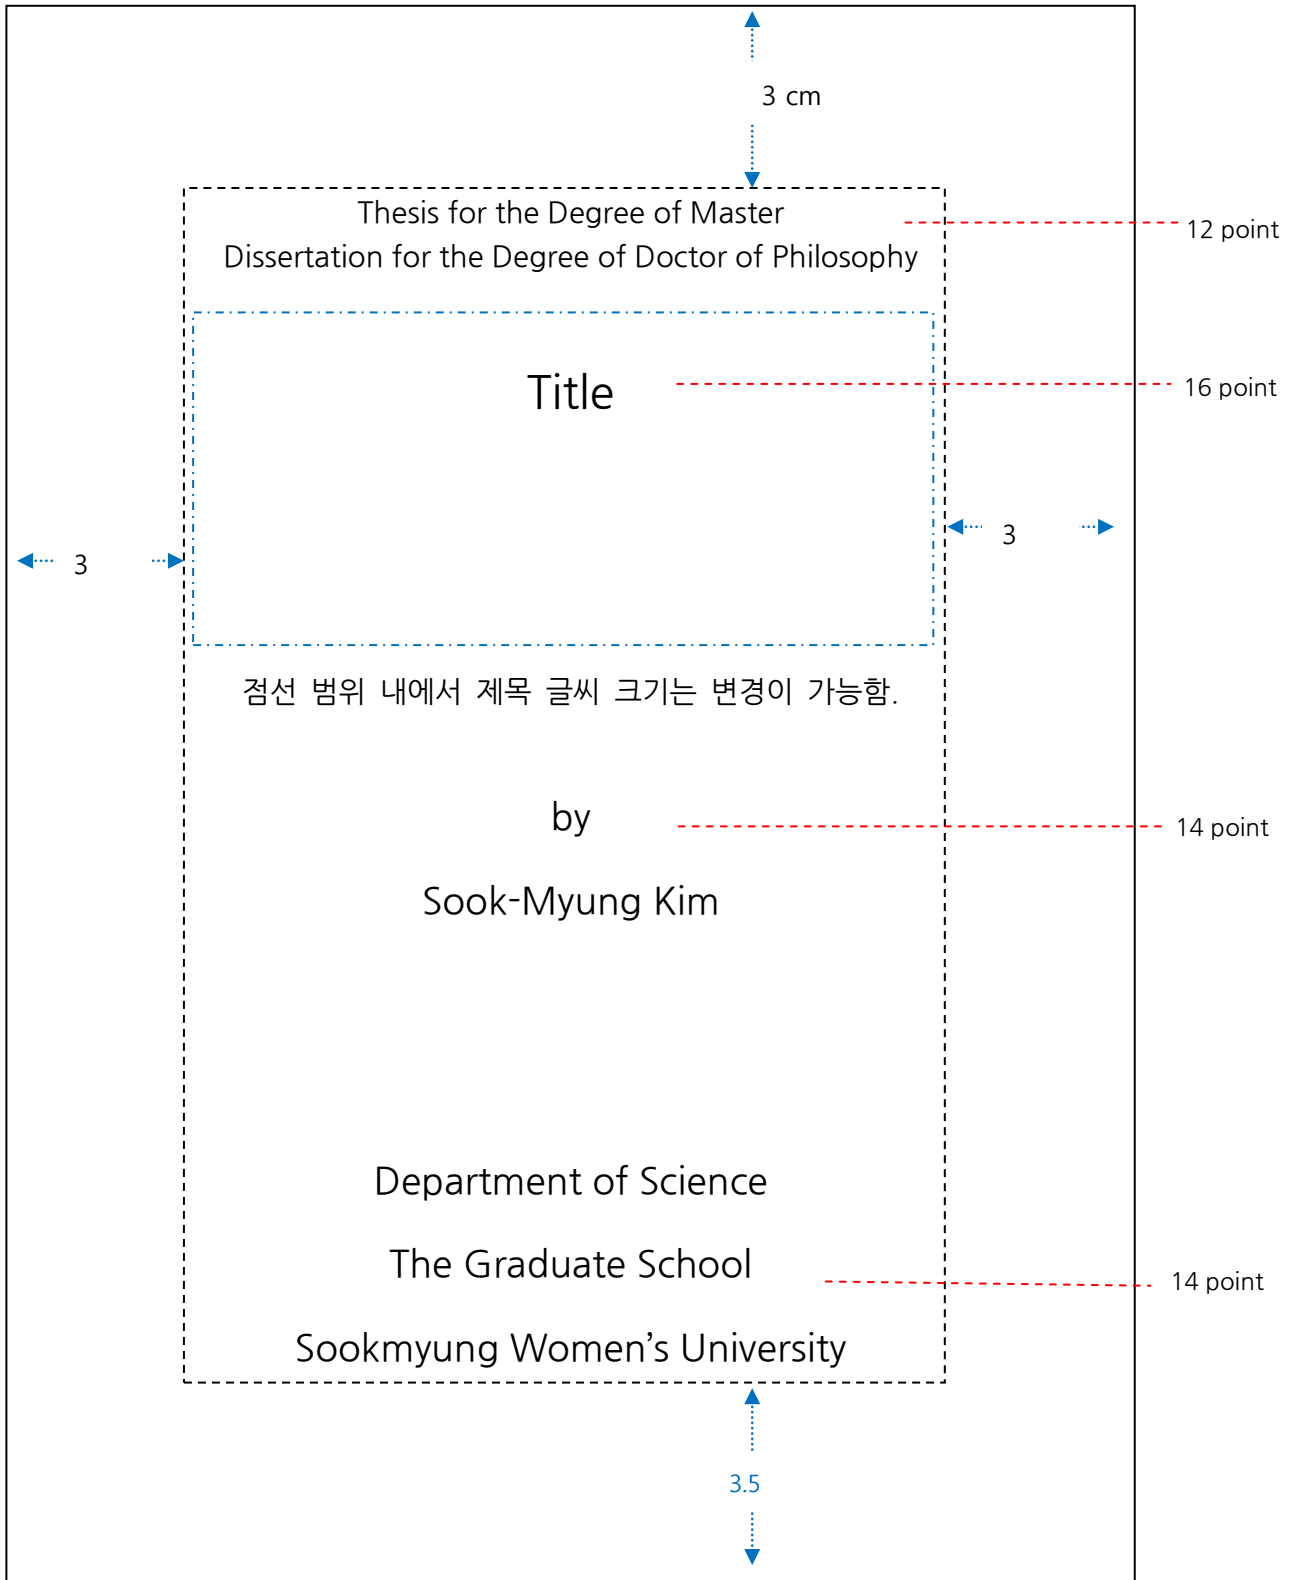 3 cm
Thesis for the Degree of Master
Dissertation for the Degree of Doctor of Philosophy
12 point
Title
16 point
3
3
점선 범위 내에서 제목 글씨 크기는 변경이 가능함.
by
14 point
Sook-Myung Kim
Department of Science
The Graduate School
14 point
Sookmyung Women’s University
3.5